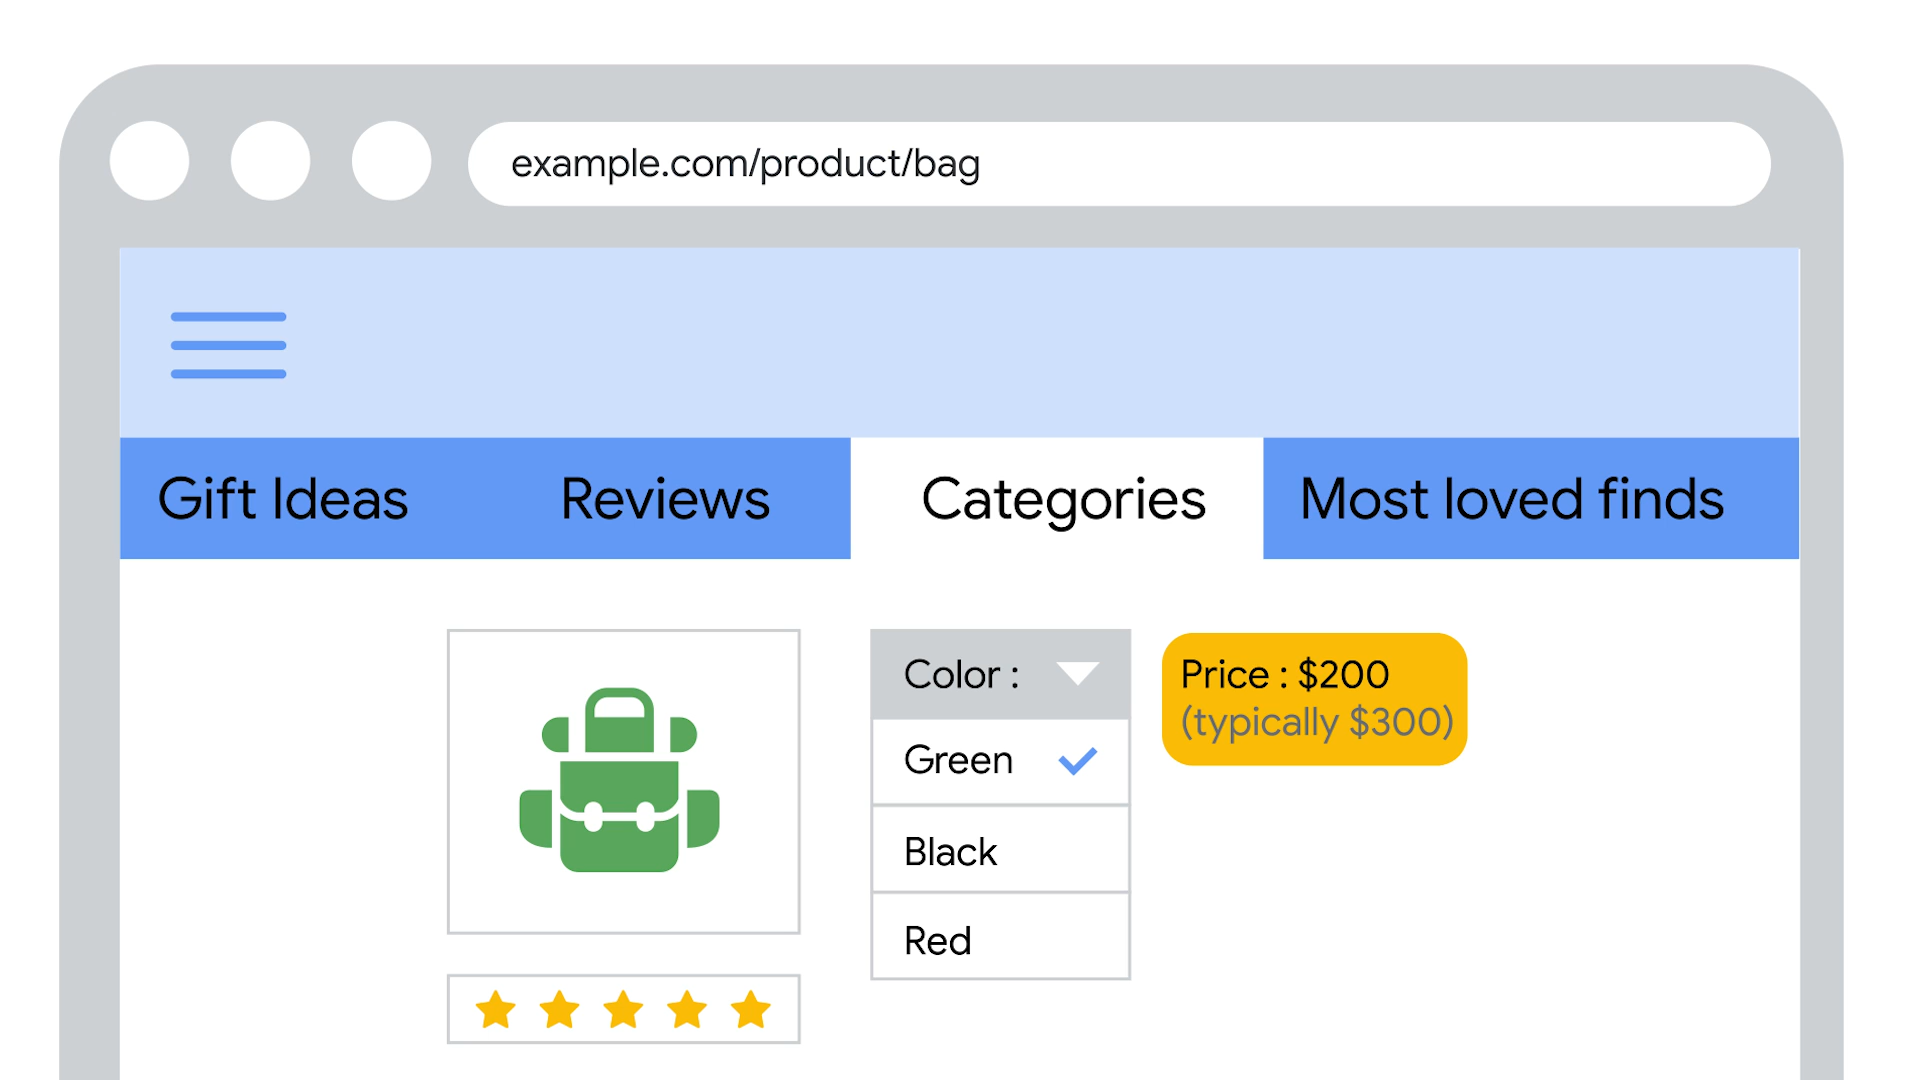 example.com/product/bag
Gift Ideas
Reviews
Categories
Most loved finds
Color :
Green
Black
Red
Price : $200
(typically $300)